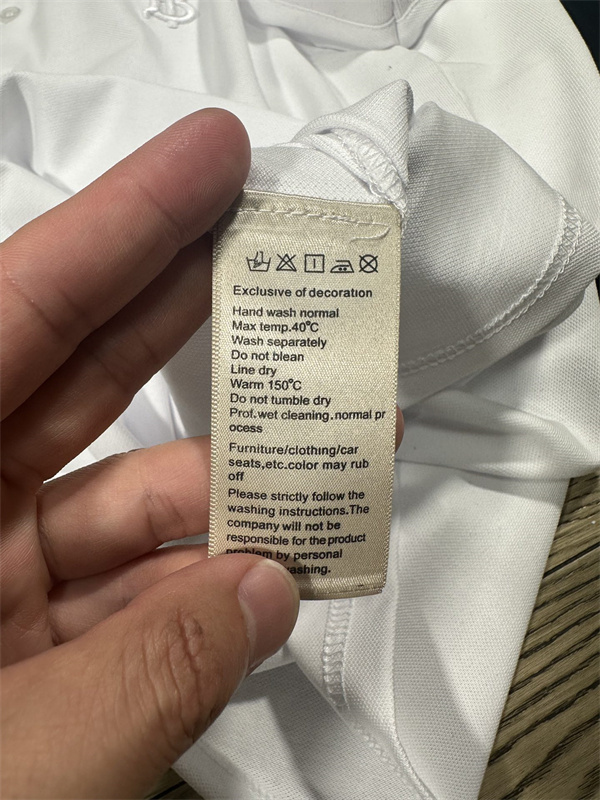 Exclusive of decoration
Hand wash normal
Max temp.40°C
Wash separately
Do not blean
Line dry
Warm 150°C
Do not tumble dry
Prof.wet cleaning.normal pr
ocess
Furniture/clothing/car
seats,etc.color may rub
off
Please strictly follow the
washing instructions.The
company will not be
responsible for the product
problem by personal
washing.